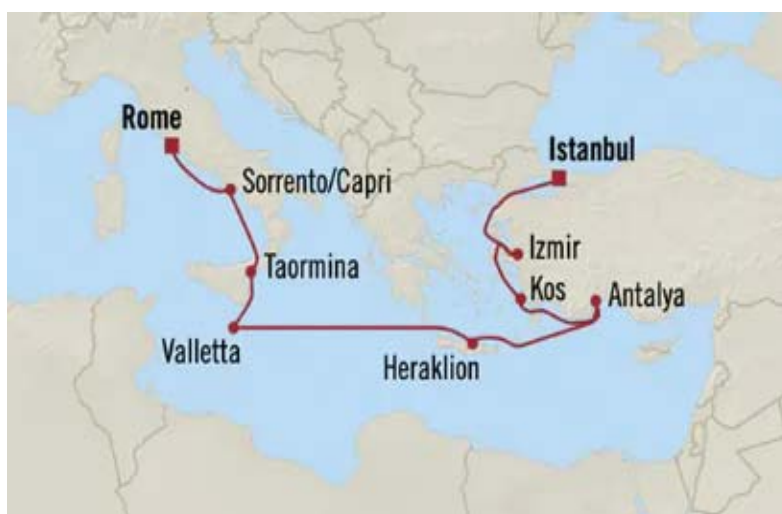 Rome
Istanbul
Sorrento/Capri
Izmir
Taormina
Kos
Antalya
Valletta
Heraklion